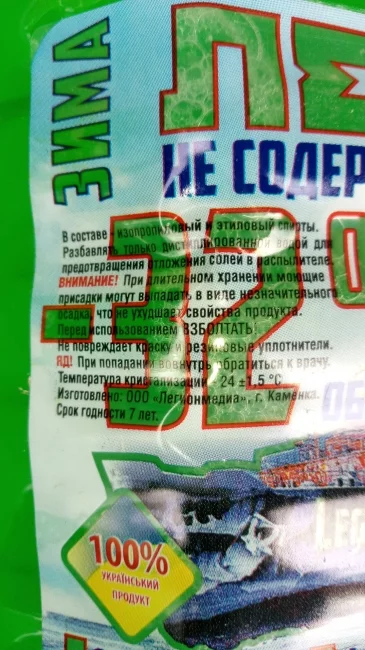 ЗИМА
НЕ СОДЕР
-32°
В составе - изопропиловый и этиловый спирты.
Разбавлять только дистиллированной водой для
предотвращения отложения солей в распылителе.
ВНИМАНИЕ! При длительном хранении моющие
присадки могут выпадать в виде незначительного
осадка, что не ухудшает свойства продукта.
Перед использованием ВЗБОЛТАТЬ!
Не повреждает краску и резиновые уплотнители.
ЯД! При попадании вовнутрь обратиться к врачу.
Температура кристаллизации - 24 ±1,5 °C.
Изготовлено: ООО «Легионмедиа», г. Каменка.
Срок годности 7 лет.
ОБ
LEG
100%
УКРАЇНСЬКИЙ
ПРОДУКТ